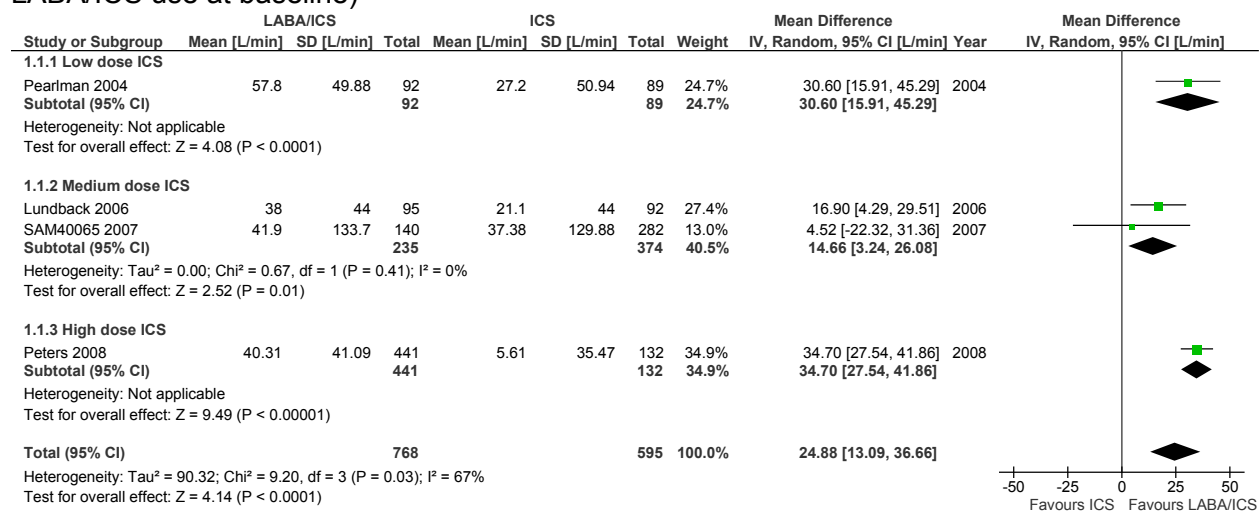 LABA/ICS use at baseline)
LABA/ICS ICS Mean Difference Mean Difference
Study or Subgroup Mean [L/min] SD [L/min] Total Mean [L/min] SD [L/min] Total Weight IV, Random, 95% CI [L/min] Year IV, Random, 95% CI [L/min]
1.1.1 Low dose ICS
Pearlman 2004 57.8 49.88 92 27.2 50.94 89 24.7% 30.60 [15.91, 45.29] 2004
Subtotal (95% CI) 92 89 24.7% 30.60 [15.91, 45.29]
Heterogeneity: Not applicable
Test for overall effect: Z = 4.08 (P < 0.0001)
1.1.2 Medium dose ICS
Lundback 2006 38 44 95 21.1 44 92 27.4% 16.90 [4.29, 29.51] 2006
SAM40065 2007 41.9 133.7 140 37.38 129.88 282 13.0% 4.52 [-22.32, 31.36] 2007
Subtotal (95% CI) 235 374 40.5% 14.66 [3.24, 26.08]
Heterogeneity: Tau² = 0.00; Chi² = 0.67, df = 1 (P = 0.41); I² = 0%
Test for overall effect: Z = 2.52 (P = 0.01)
1.1.3 High dose ICS
Peters 2008 40.31 41.09 441 5.61 35.47 132 34.9% 34.70 [27.54, 41.86] 2008
Subtotal (95% CI) 441 132 34.9% 34.70 [27.54, 41.86]
Heterogeneity: Not applicable
Test for overall effect: Z = 9.49 (P < 0.00001)
Total (95% CI) 768 595 100.0% 24.88 [13.09, 36.66]
Heterogeneity: Tau² = 90.32; Chi² = 9.20, df = 3 (P = 0.03); I² = 67%
Test for overall effect: Z = 4.14 (P < 0.0001)
-50 -25 0 25 50
Favours ICS Favours LABA/ICS